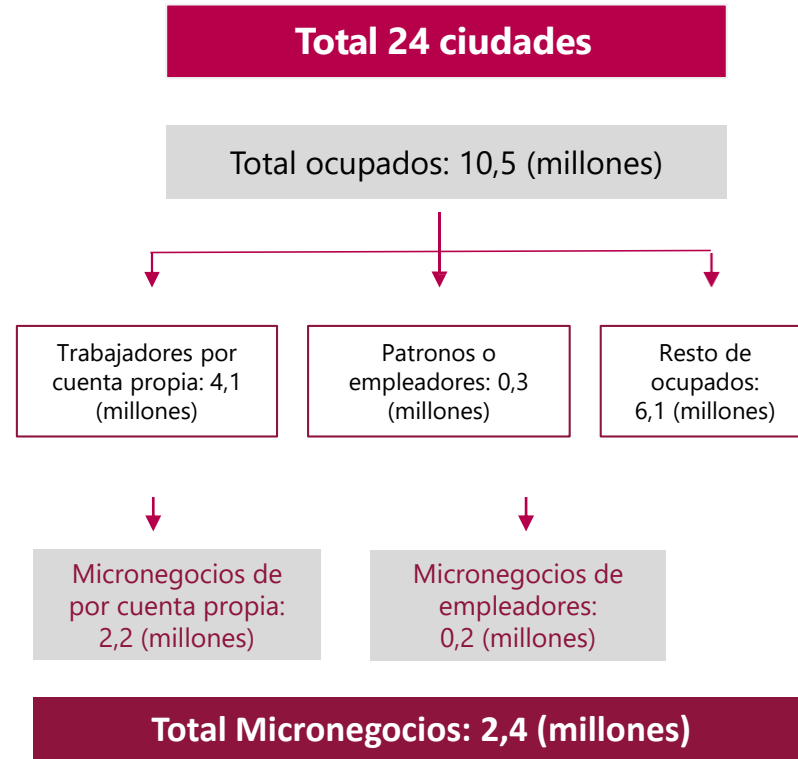 Total 24 ciudades
Total ocupados: 10,5 (millones)
Trabajadores por
cuenta propia: 4,1
(millones)
Patronos o
empleadores: 0,3
(millones)
Resto de
ocupados:
6,1 (millones)
Micronegocios de
por cuenta propia:
2,2 (millones)
Micronegocios de
empleadores:
0,2 (millones)
Total Micronegocios: 2,4 (millones)